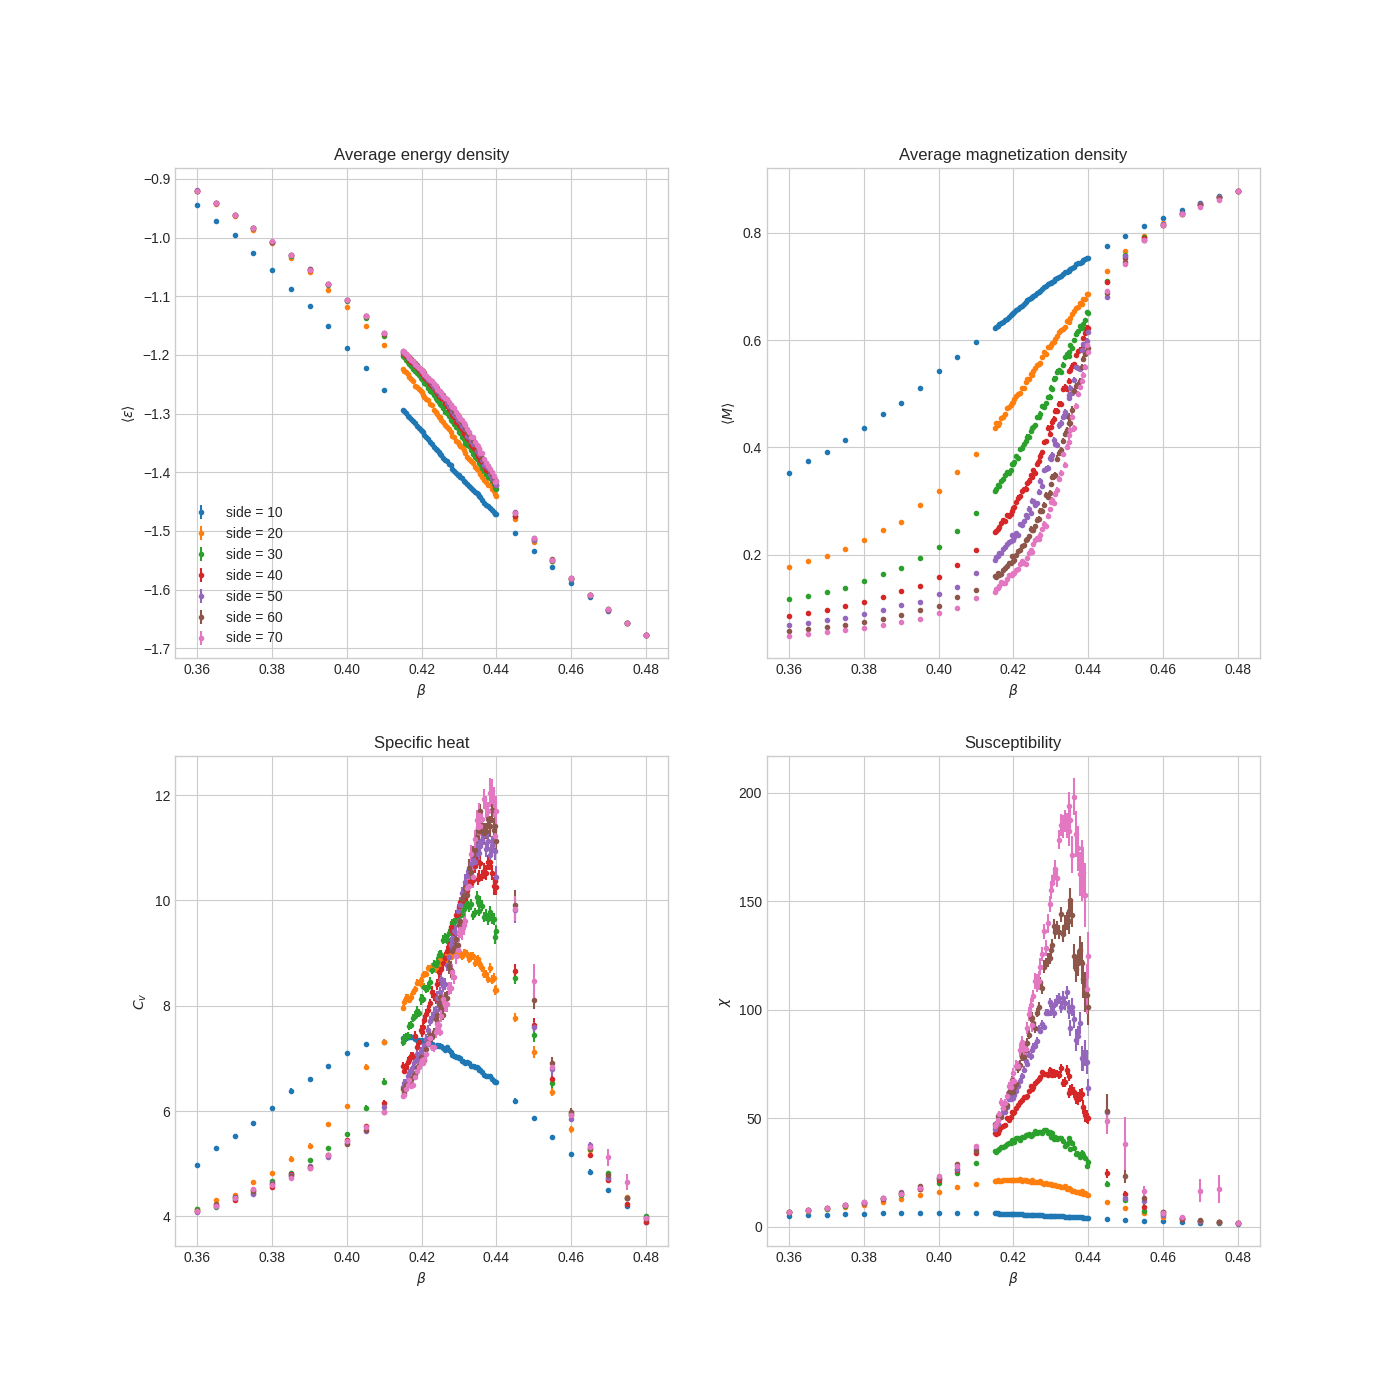 Average energy density
−0.9
−1.0
−1.1
−1.2
−1.3
−1.4
−1.5
−1.6
−1.7
⟨ε⟩
side = 10
side = 20
side = 30
side = 40
side = 50
side = 60
side = 70
0.36 0.38 0.40 0.42 0.44 0.46 0.48
β
Average magnetization density
0.8
0.6
0.4
0.2
⟨M⟩
0.36 0.38 0.40 0.42 0.44 0.46 0.48
β
Specific heat
12
10
8
6
4
C_v
0.36 0.38 0.40 0.42 0.44 0.46 0.48
β
Susceptibility
200
150
100
50
0
χ
0.36 0.38 0.40 0.42 0.44 0.46 0.48
β